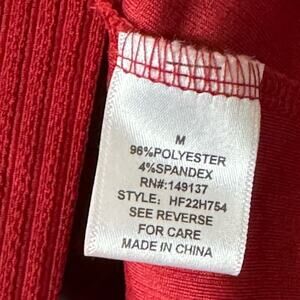 M
96%POLYESTER
4%SPANDEX
RN#:149137
STYLE: HF22H754
SEE REVERSE
FOR CARE
MADE IN CHINA